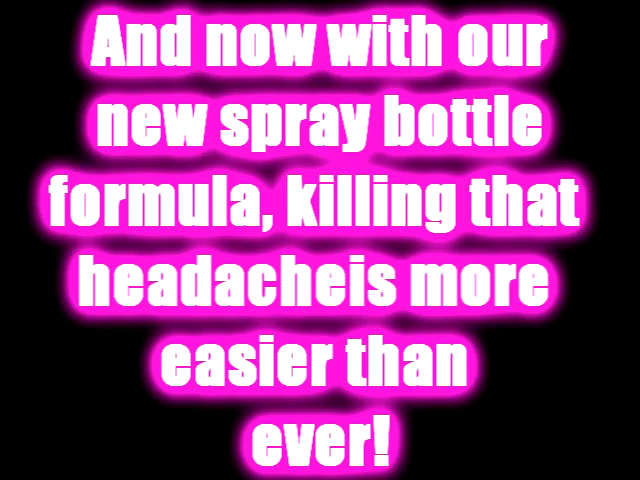 And now with our
new spray bottle
formula, killing that
headacheis more
easier than
ever!